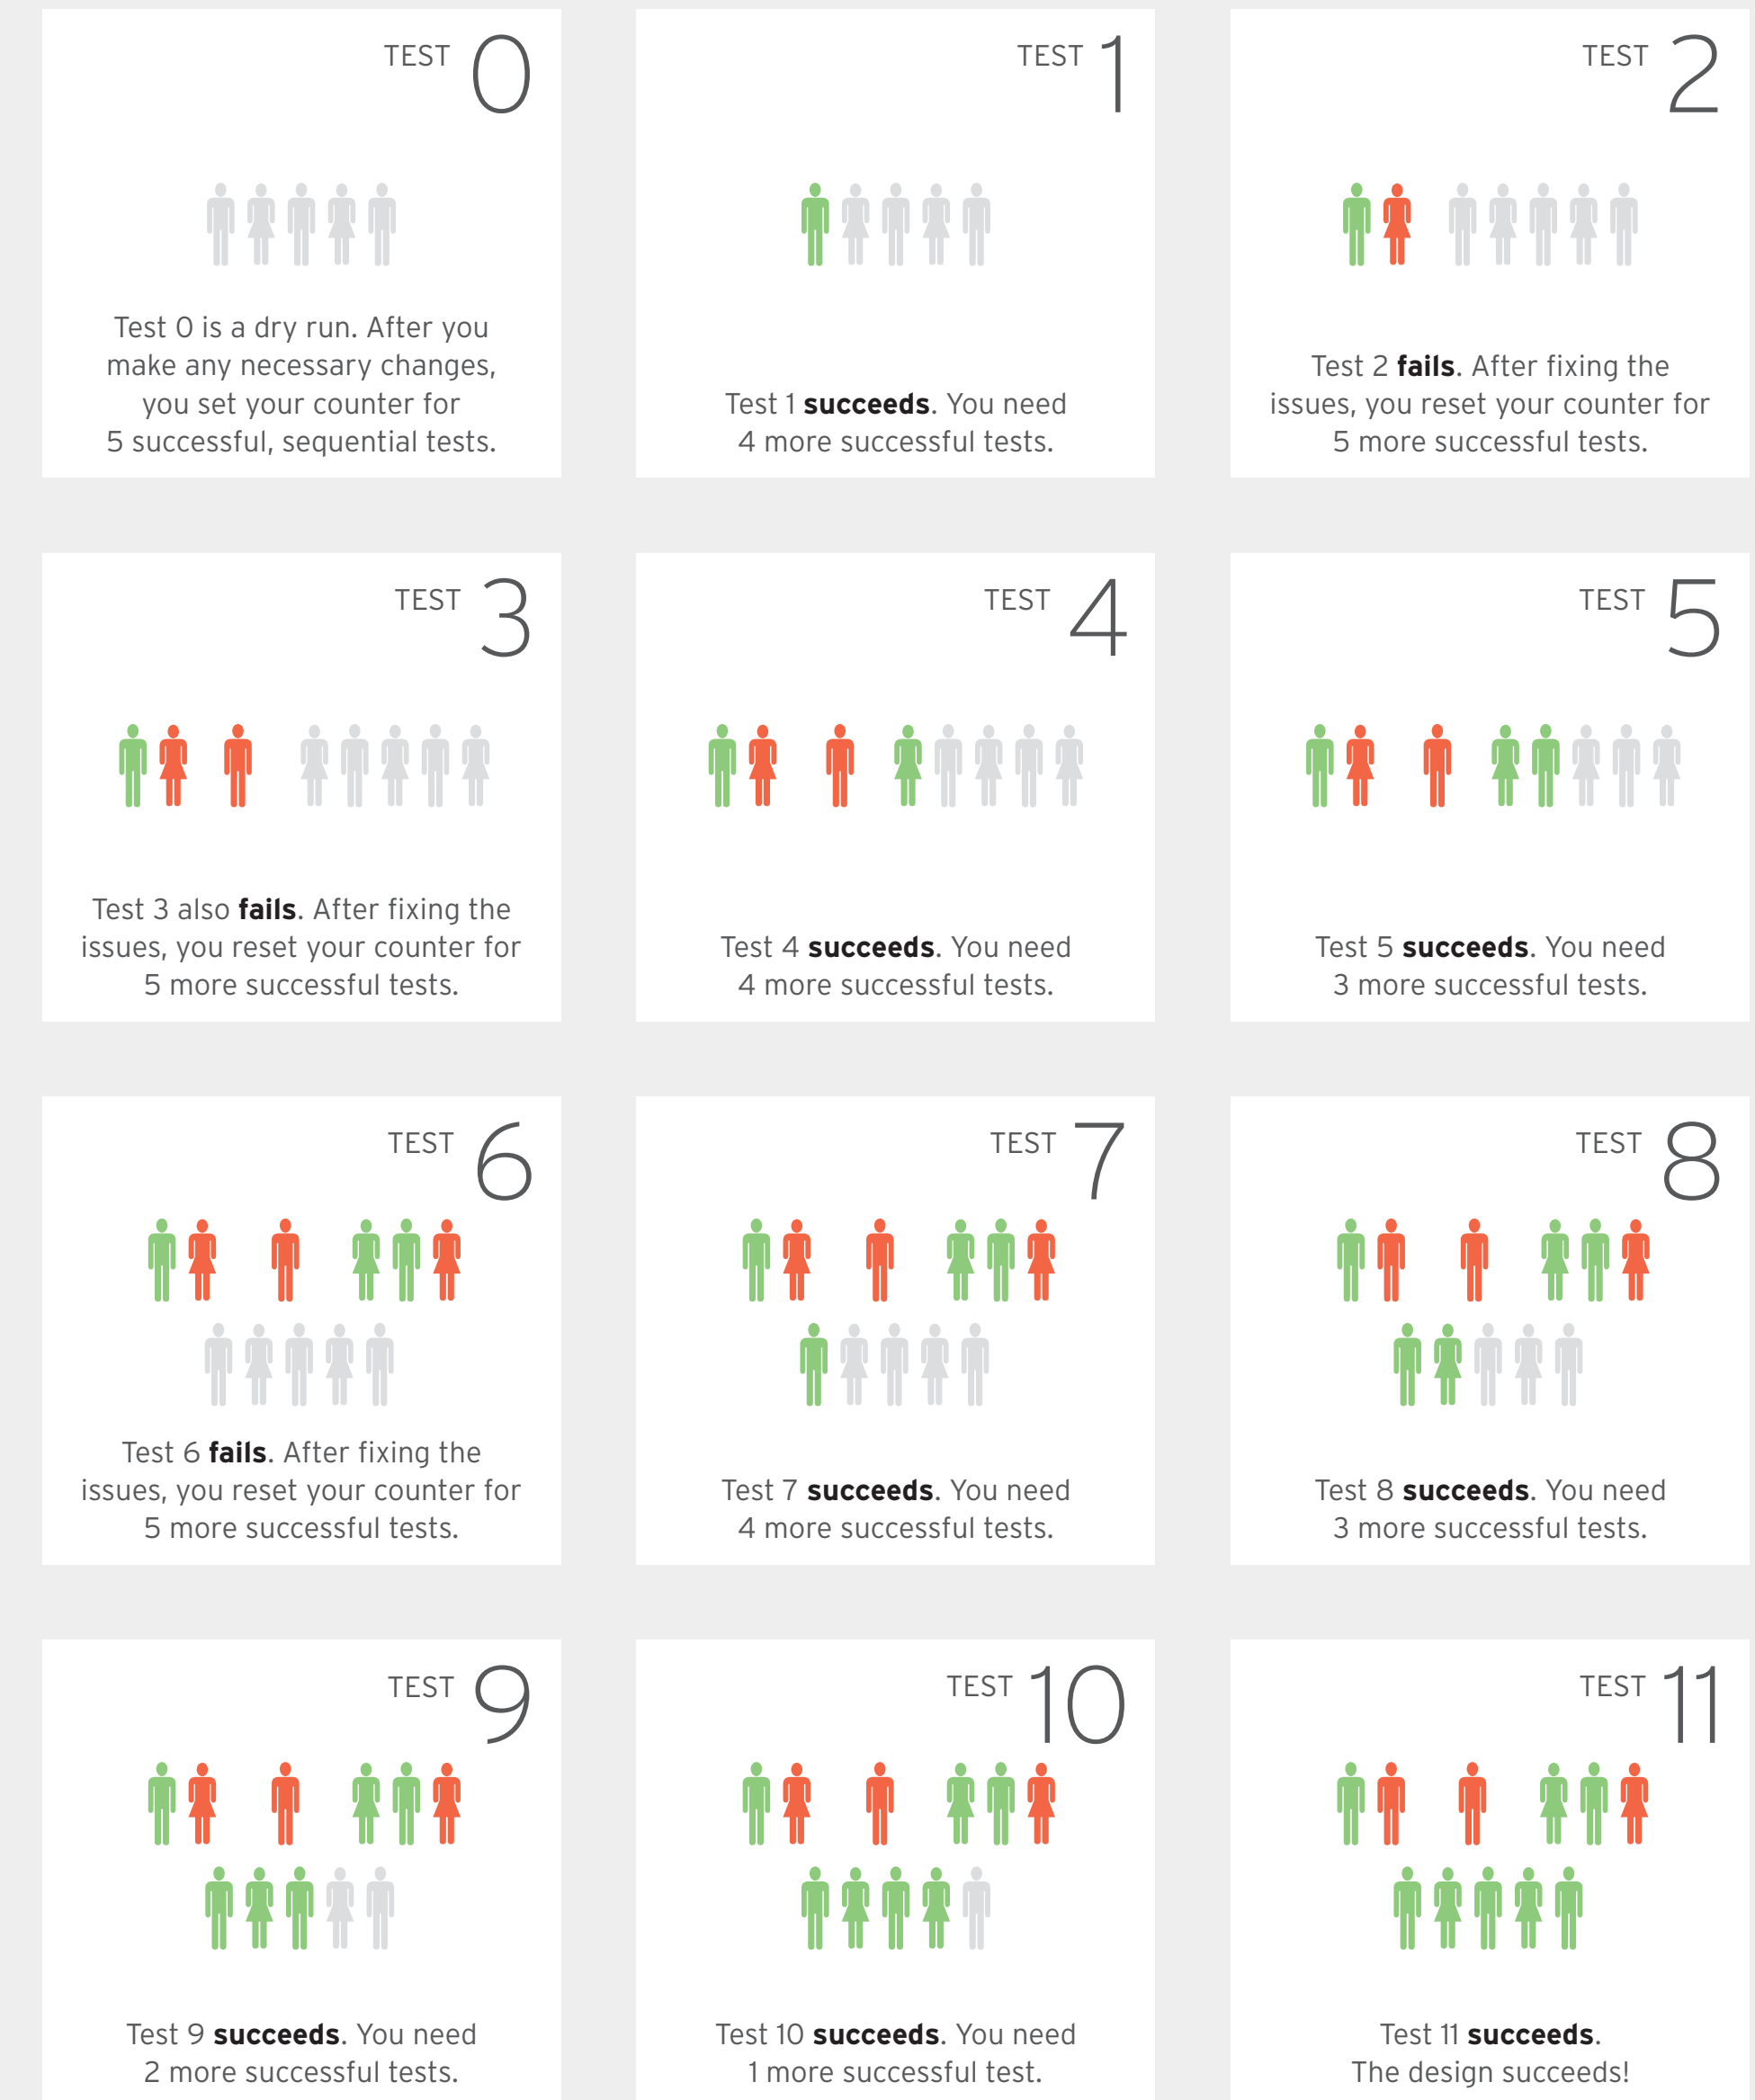 TEST 0
Test 0 is a dry run. After you
make any necessary changes,
you set your counter for
5 successful, sequential tests.
TEST 1
Test 1 succeeds. You need
4 more successful tests.
TEST 2
Test 2 fails. After fixing the
issues, you reset your counter for
5 more successful tests.
TEST 3
Test 3 also fails. After fixing the
issues, you reset your counter for
5 more successful tests.
TEST 4
Test 4 succeeds. You need
4 more successful tests.
TEST 5
Test 5 succeeds. You need
3 more successful tests.
TEST 6
Test 6 fails. After fixing the
issues, you reset your counter for
5 more successful tests.
TEST 7
Test 7 succeeds. You need
4 more successful tests.
TEST 8
Test 8 succeeds. You need
3 more successful tests.
TEST 9
Test 9 succeeds. You need
2 more successful tests.
TEST 10
Test 10 succeeds. You need
1 more successful test.
TEST 11
Test 11 succeeds.
The design succeeds!